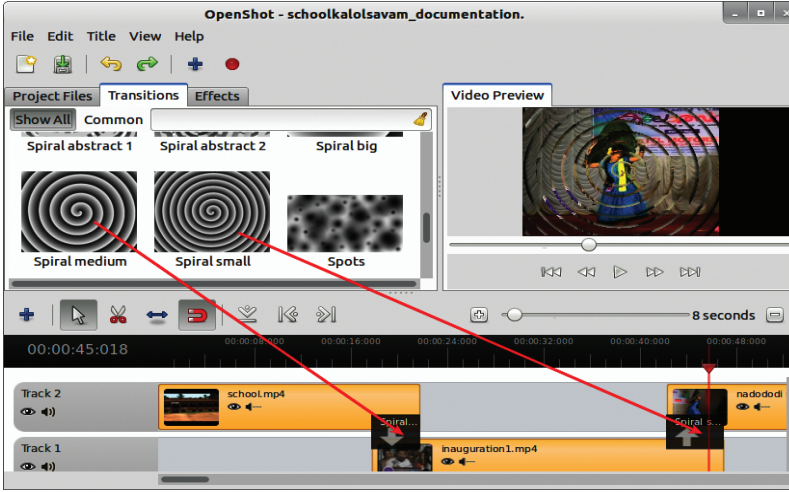 OpenShot - schoolkalolsavam_documentation.
File Edit Title View Help
Project Files Transitions Effects
Show All Common
Spiral abstract 1 Spiral abstract 2 Spiral big
Spiral medium Spiral small Spots
Video Preview
8 seconds
00:00:45:018
00:00:08:000 00:00:16:000 00:00:24:000 00:00:32:000 00:00:40:000 00:00:48:000
Track 2
school.mp4
Spiral...
Spiral s...
nadododi
Track 1
inauguration1.mp4